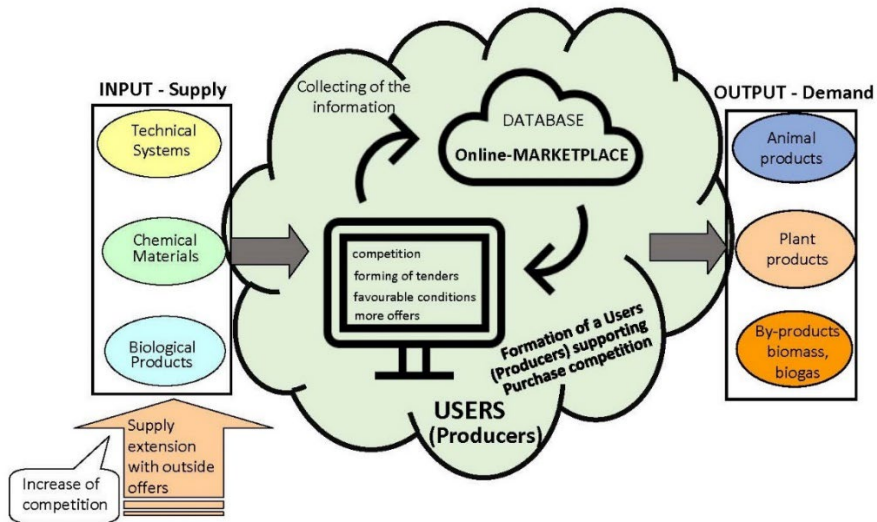 INPUT - Supply
Technical
Systems
Chemical
Materials
Biological
Products
Supply
extension
with outside
offers
Increase of
competition
Collecting of the
information
DATABASE
Online-MARKETPLACE
competition
forming of tenders
favourable conditions
more offers
Formation of a Users
(Producers) supporting
Purchase competition
USERS
(Producers)
OUTPUT - Demand
Animal
products
Plant
products
By-products
biomass,
biogas